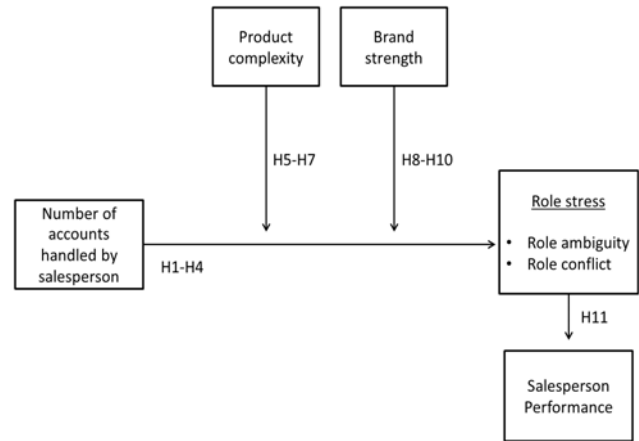 Product
complexity
Brand
strength
H5-H7
H8-H10
Number of
accounts
handled by
salesperson
H1-H4
Role stress
• Role ambiguity
• Role conflict
H11
Salesperson
Performance